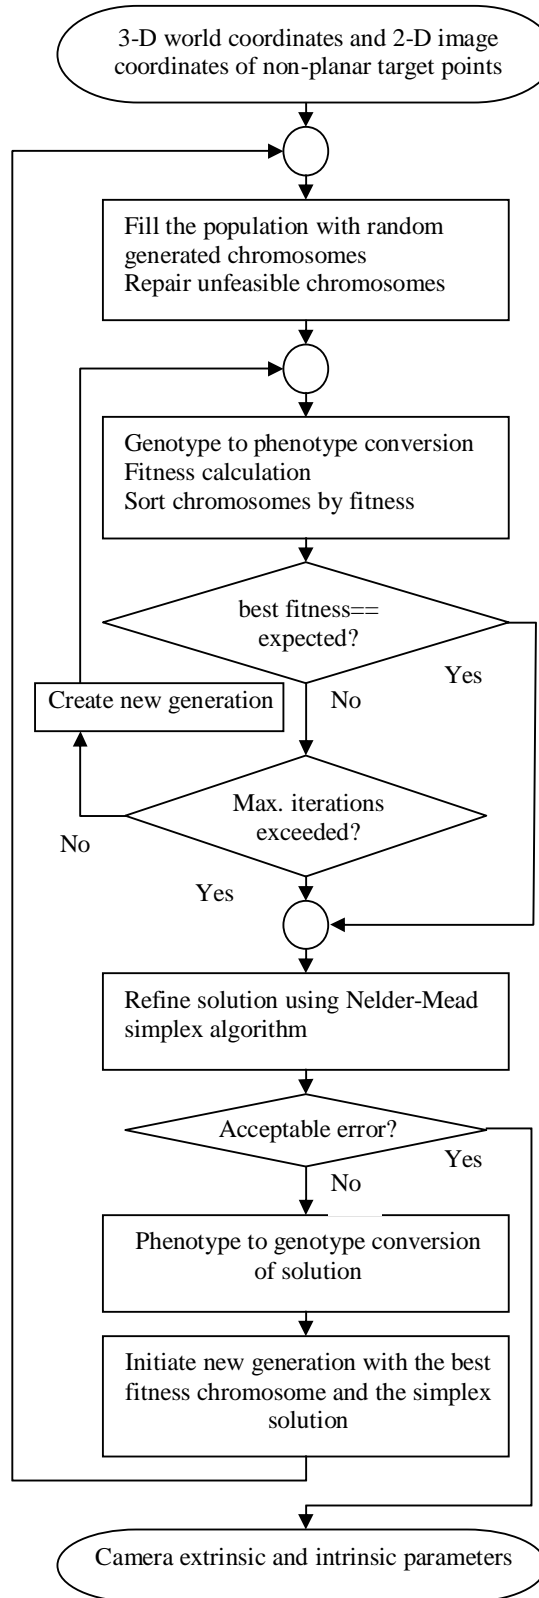 3-D world coordinates and 2-D image
coordinates of non-planar target points
Fill the population with random
generated chromosomes
Repair unfeasible chromosomes
Genotype to phenotype conversion
Fitness calculation
Sort chromosomes by fitness
best fitness==
expected?
Yes
No
Create new generation
Max. iterations
exceeded?
No
Yes
Refine solution using Nelder-Mead
simplex algorithm
Acceptable error?
Yes
No
Phenotype to genotype conversion
of solution
Initiate new generation with the best
fitness chromosome and the simplex
solution
Camera extrinsic and intrinsic parameters